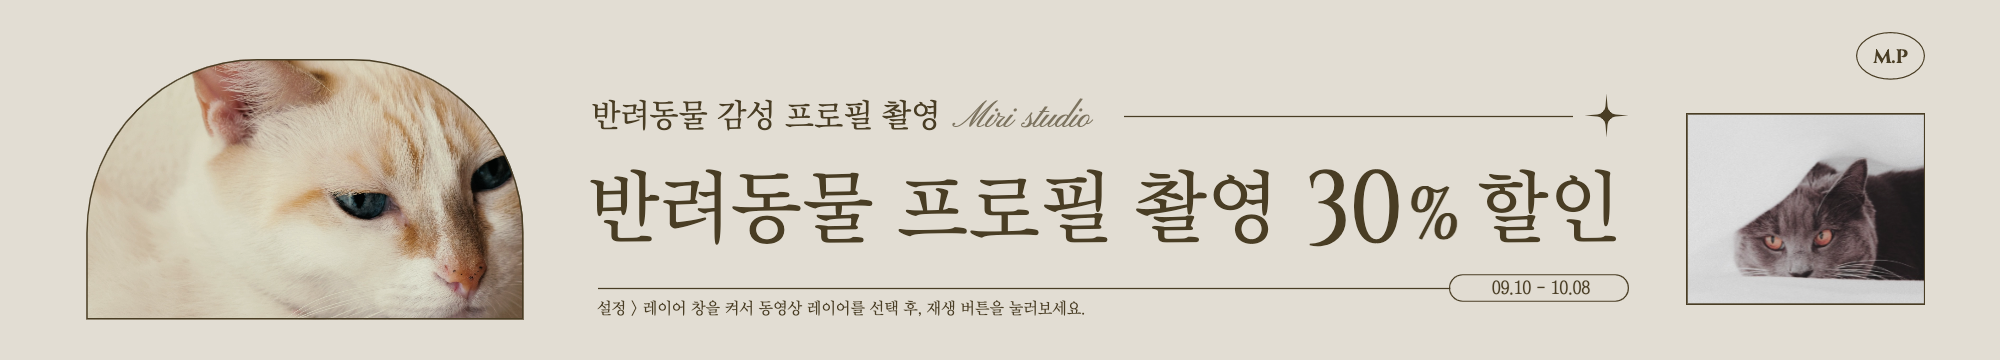 M.P
반려동물 감성 프로필 촬영 Miri studio
반려동물 프로필 촬영 30% 할인
09.10 - 10.08
설정 > 레이어 창을 켜서 동영상 레이어를 선택 후, 재생 버튼을 눌러보세요.